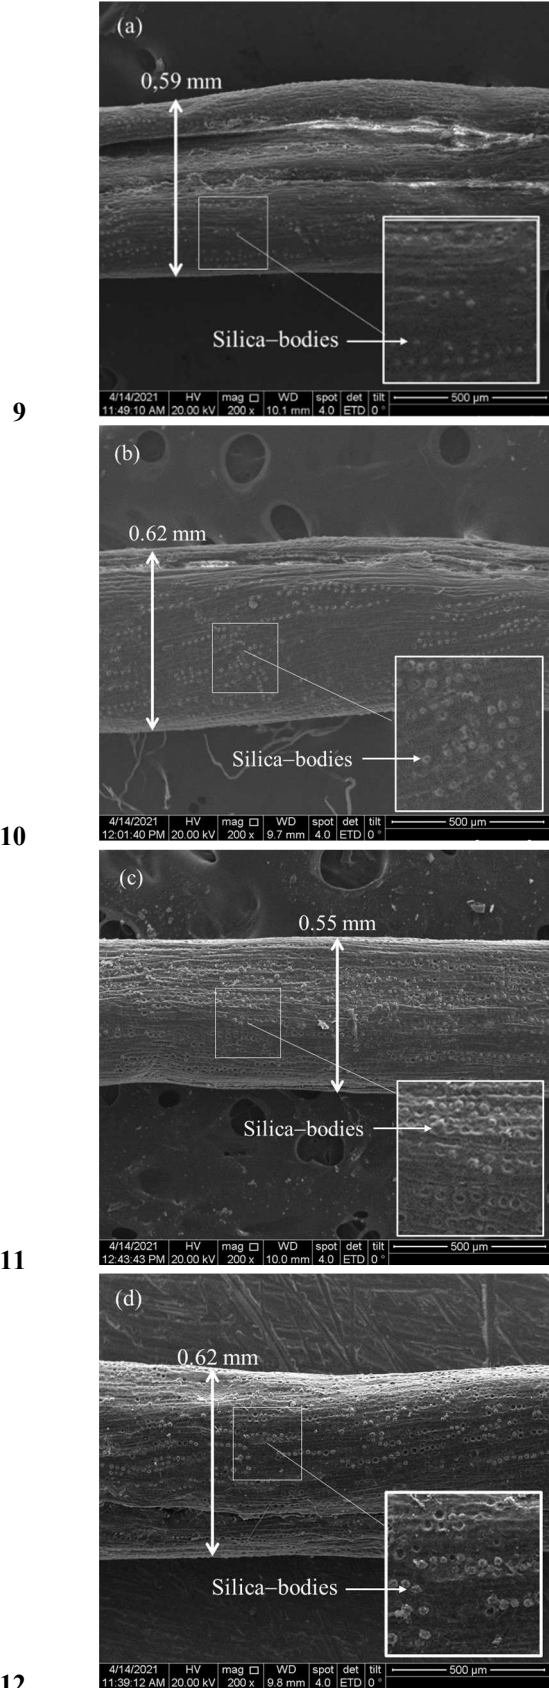 (a)
0,59 mm
Silica–bodies
4/14/2021 HV mag WD spot det tilt 500 µm
11:49:10 AM 20.00 kV 200 x 10.1 mm 4.0 ETD 0 °
9
(b)
0.62 mm
Silica–bodies
4/14/2021 HV mag WD spot det tilt 500 µm
12:01:40 PM 20.00 kV 200 x 9.7 mm 4.0 ETD 0 °
10
(c)
0.55 mm
Silica–bodies
4/14/2021 HV mag WD spot det tilt 500 µm
12:43:43 PM 20.00 kV 200 x 10.0 mm 4.0 ETD 0 °
11
(d)
0.62 mm
Silica–bodies
4/14/2021 HV mag WD spot det tilt 500 µm
11:39:12 AM 20.00 kV 200 x 9.8 mm 4.0 ETD 0 °
12